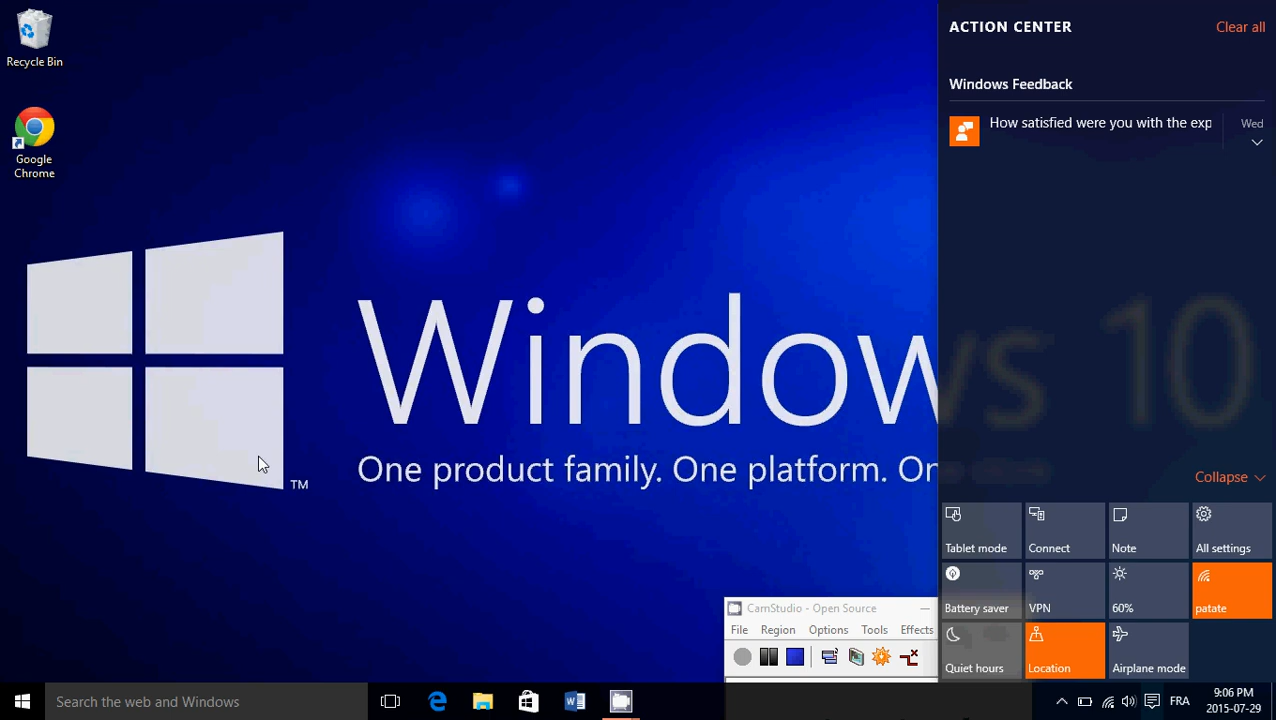 Recycle Bin
Google
Chrome
TM
Window
One product family. One platform. On
ws 10
ACTION CENTER
Clear all
Windows Feedback
How satisfied were you with the exp
Wed
Collapse
Tablet mode
Connect
Note
All settings
Battery saver
VPN
60%
patate
Quiet hours
Location
Airplane mode
CamStudio - Open Source
File Region Options Tools Effects
Search the web and Windows
FRA
9:06 PM
2015-07-29